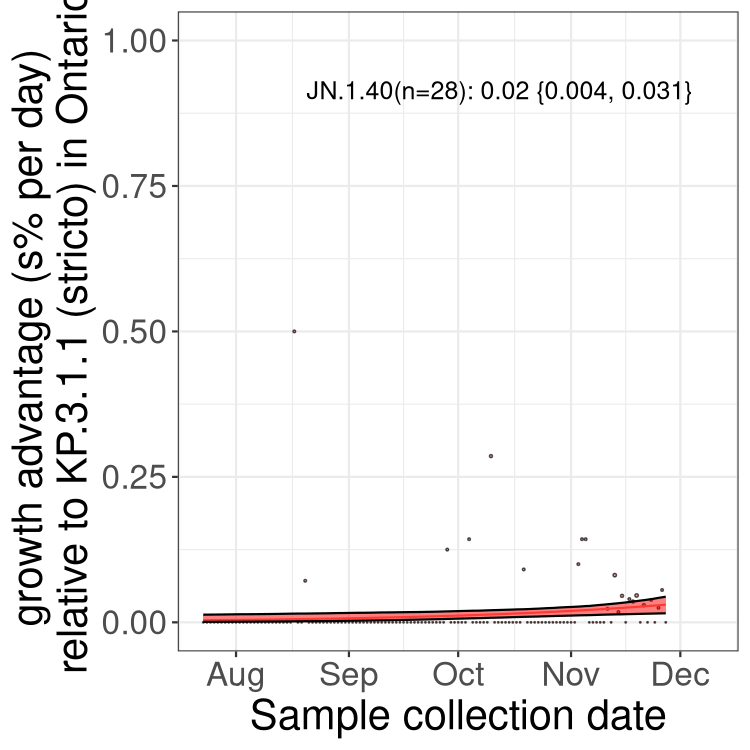 growth advantage (s% per day)
relative to KP.3.1.1 (stricto) in Ontario
1.00
JN.1.40(n=28): 0.02 {0.004, 0.031}
0.75
0.50
0.25
0.00
Aug Sep Oct Nov Dec
Sample collection date